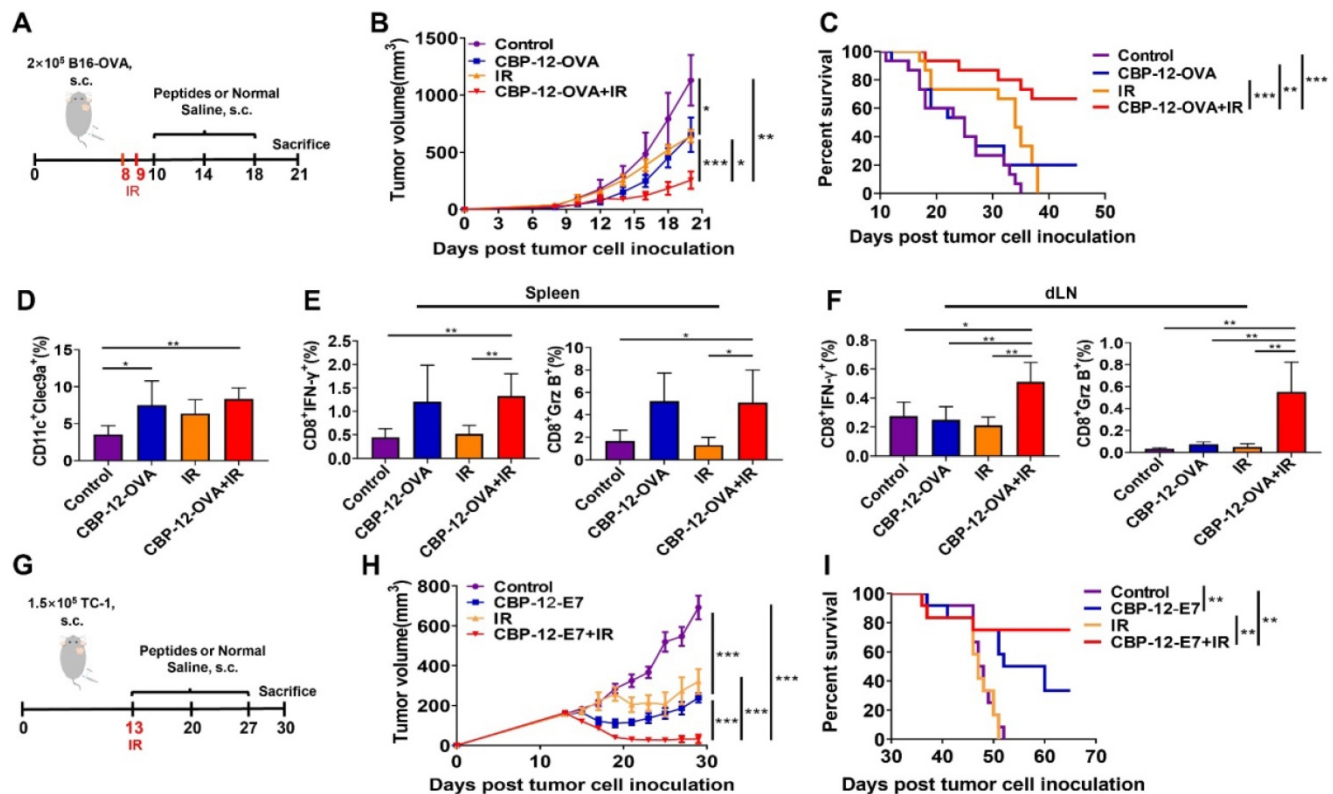 A
2×10⁵ B16-OVA,
s.c.
Peptides or Normal
Saline, s.c.
Sacrifice
0 8 9 10 14 18 21
IR
B
Tumor volume(mm³)
1500
1000
500
0
Control
CBP-12-OVA
IR
CBP-12-OVA+IR
*
**
***
*
0 3 6 9 12 15 18 21
Days post tumor cell inoculation
C
Percent survival
100
80
60
40
20
0
Control
CBP-12-OVA
IR
CBP-12-OVA+IR
***
**
***
10 20 30 40 50
Days post tumor cell inoculation
D
CD11c⁺Clec9a⁺(%)
15
10
5
0
*
**
Control
CBP-12-OVA
IR
CBP-12-OVA+IR
E
Spleen
CD8⁺IFN-γ⁺(%)
2.5
2.0
1.5
1.0
0.5
0.0
**
**
Control
CBP-12-OVA
IR
CBP-12-OVA+IR
CD8⁺Grz B⁺(%)
10
8
6
4
2
0
*
*
Control
CBP-12-OVA
IR
CBP-12-OVA+IR
F
dLN
CD8⁺IFN-γ⁺(%)
0.8
0.6
0.4
0.2
0.0
*
**
**
Control
CBP-12-OVA
IR
CBP-12-OVA+IR
CD8⁺Grz B⁺(%)
1.0
0.8
0.6
0.4
0.2
0.0
**
**
**
Control
CBP-12-OVA
IR
CBP-12-OVA+IR
G
1.5×10⁵ TC-1,
s.c.
Peptides or Normal
Saline, s.c.
Sacrifice
0 13 20 27 30
IR
H
Tumor volume(mm³)
800
600
400
200
0
Control
CBP-12-E7
IR
CBP-12-E7+IR
***
***
***
***
0 10 20 30
Days post tumor cell inoculation
I
Percent survival
100
80
60
40
20
0
Control
CBP-12-E7
IR
CBP-12-E7+IR
**
**
**
30 40 50 60 70
Days post tumor cell inoculation